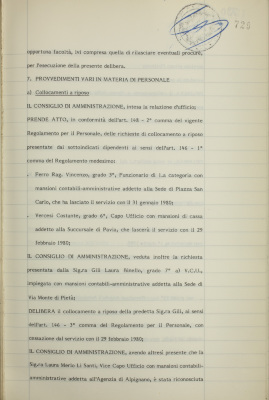 726
opportuna facoltà, ivi compresa quella di rilasciare eventuali procure,
per l'esecuzione della presente delibera.
7. PROVVEDIMENTI VARI IN MATERIA DI PERSONALE
a) Collocamenti a riposo
IL CONSIGLIO DI AMMINISTRAZIONE, intesa la relazione d'ufficio;
PRENDE ATTO, in conformità dell'art. 146 - 2° comma del vigente
Regolamento per il Personale, delle richieste di collocamento a riposo
presentate dai sottoindicati dipendenti ai sensi dell'art. 146 - 1°
comma del Regolamento medesimo:
- Ferro Rag. Vincenzo, grado 3°, Funzionario di 1.a categoria con
mansioni contabili-amministrative addetto alla Sede di Piazza San
Carlo, che ha lasciato il servizio con il 31 gennaio 1980;
- Ferresi Costante, grado 6°, Capo Ufficio con mansioni di cassa
addetto alla Succursale di Pavia, che lascerà il servizio con il 29
febbraio 1980;
IL CONSIGLIO DI AMMINISTRAZIONE, veduta inoltre la richiesta
presentata dalla Sig.ra Gili Laura grado 7°
impiegata con mansioni contabili-amministrative addetta alla Sede di
Via Monte di Pietà;
DELIBERA il collocamento a riposo della predetta Sig.ra Gili, ai sensi
dell'art. 146 - 3° comma del Regolamento per il Personale, con
cessazione dal servizio con il 29 febbraio 1980;
IL CONSIGLIO DI AMMINISTRAZIONE, avendo altresì presente che la
Sig.ra Laura Merlo Li Santi, Vice Capo Ufficio con mansioni contabili-
amministrative addetta all'Agenzia di Alpignano, è stata riconosciuta